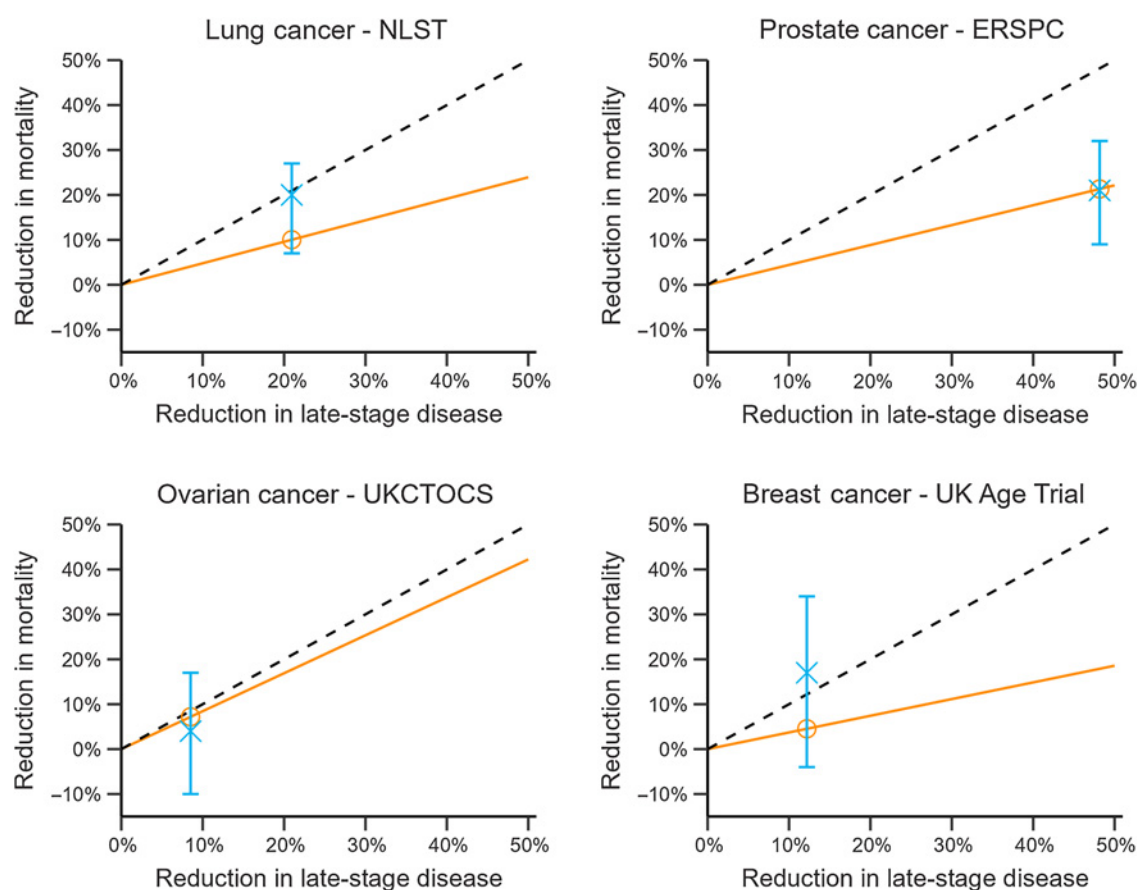 Lung cancer - NLST
Reduction in mortality
50%
40%
30%
20%
10%
0%
–10%
0% 10% 20% 30% 40% 50%
Reduction in late-stage disease
Prostate cancer - ERSPC
Reduction in mortality
50%
40%
30%
20%
10%
0%
–10%
0% 10% 20% 30% 40% 50%
Reduction in late-stage disease
Ovarian cancer - UKCTOCS
Reduction in mortality
50%
40%
30%
20%
10%
0%
–10%
0% 10% 20% 30% 40% 50%
Reduction in late-stage disease
Breast cancer - UK Age Trial
Reduction in mortality
50%
40%
30%
20%
10%
0%
–10%
0% 10% 20% 30% 40% 50%
Reduction in late-stage disease